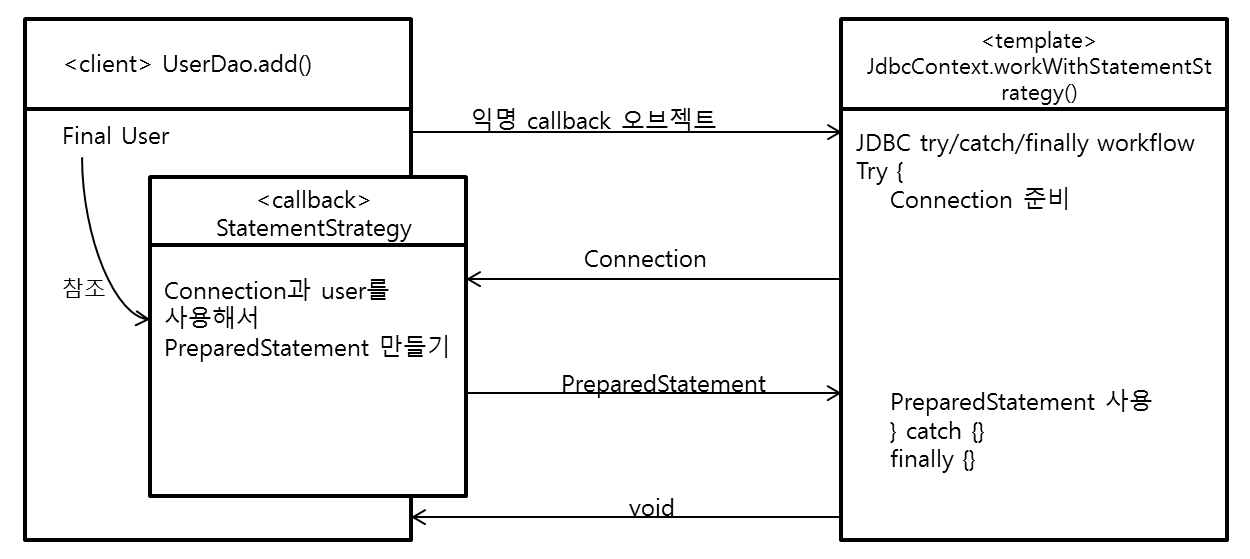 <client> UserDao.add()
Final User
참조
<callback>
StatementStrategy
Connection과 user를
사용해서
PreparedStatement 만들기
익명 callback 오브젝트
Connection
PreparedStatement
void
<template>
JdbcContext.workWithStatementSt
rategy()
JDBC try/catch/finally workflow
Try {
Connection 준비
PreparedStatement 사용
} catch {}
finally {}